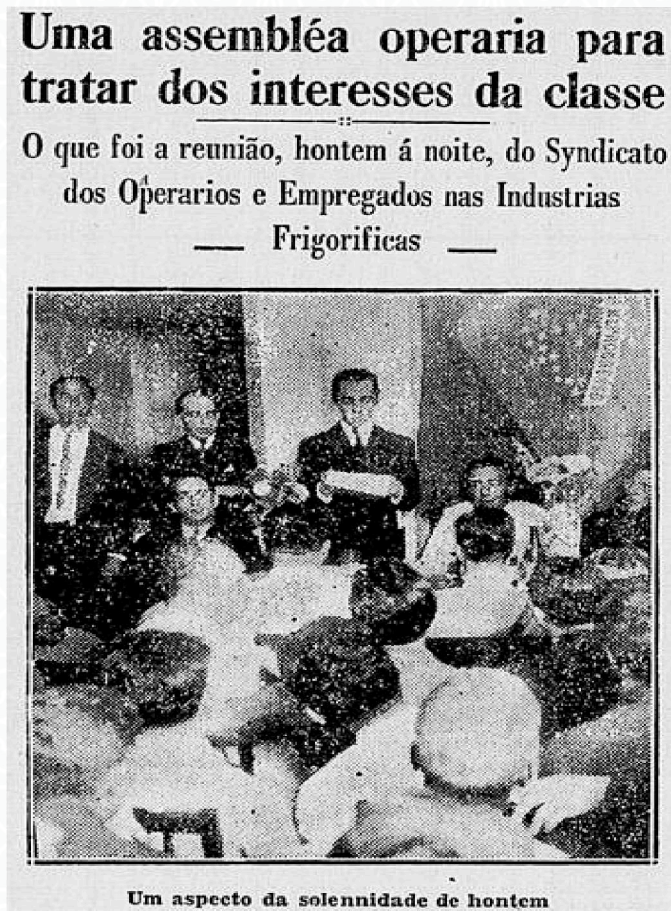 Uma assembléa operaria para
tratar dos interesses da classe
O que foi a reunião, hontem á noite, do Syndicato
dos Operarios e Empregados nas Industrias
Frigorificas
Um aspecto da solennidade de hontem